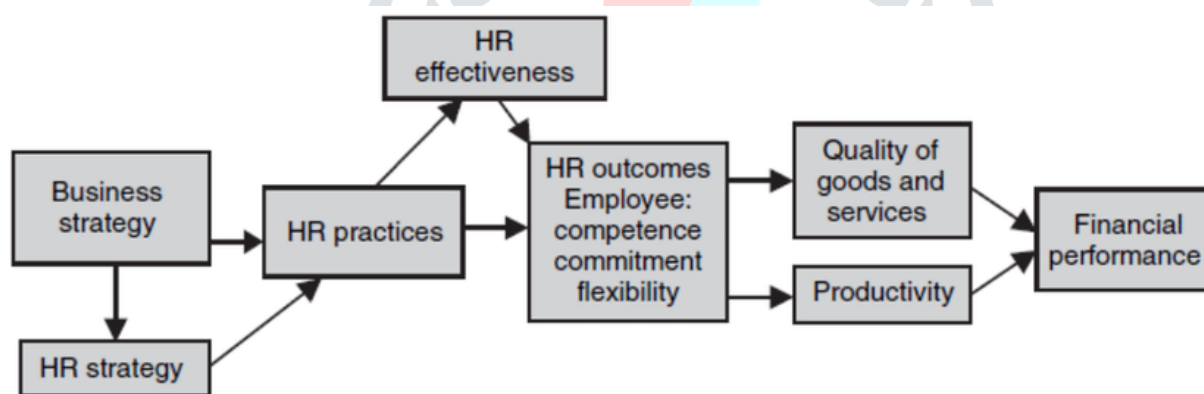 HR
effectiveness
Business
strategy
HR practices
HR outcomes
Employee:
competence
commitment
flexibility
Quality of
goods and
services
Financial
performance
Productivity
HR strategy